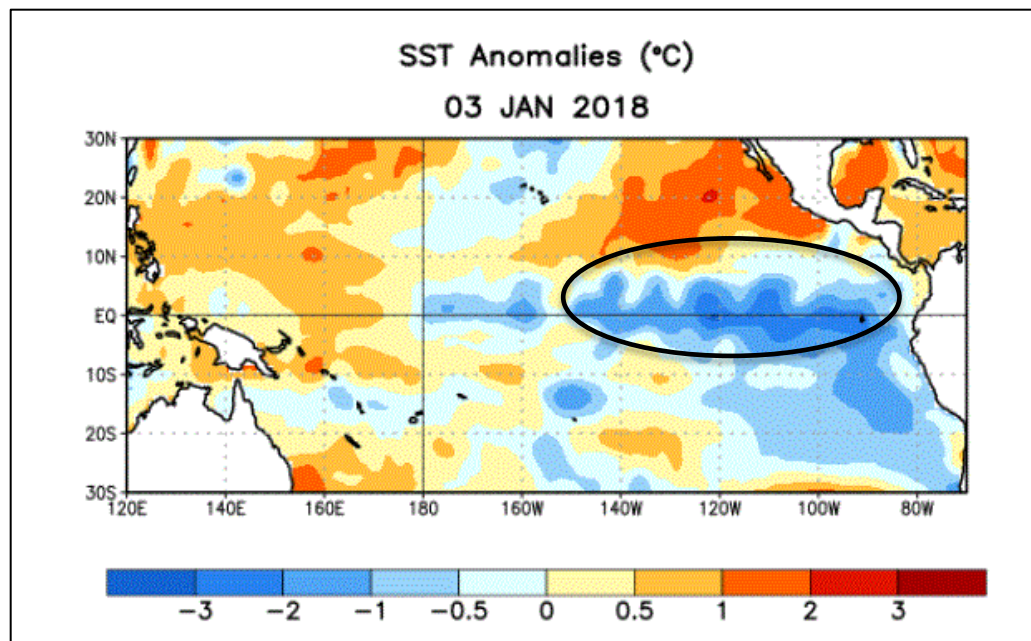 SST Anomalies (°C)
03 JAN 2018
30N
20N
10N
EQ
10S
20S
30S
120E 140E 160E 180 160W 140W 120W 100W 80W
−3 −2 −1 −0.5 0 0.5 1 2 3